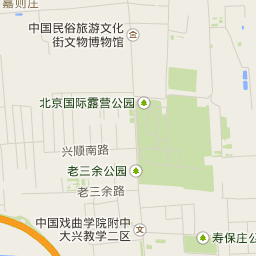 嘉则庄
中国民俗旅游文化
街文物博物馆
北京国际露营公园
兴顺南路
老三余公园
老三余路
中国戏曲学院附中
大兴教学二区
寿保庄公